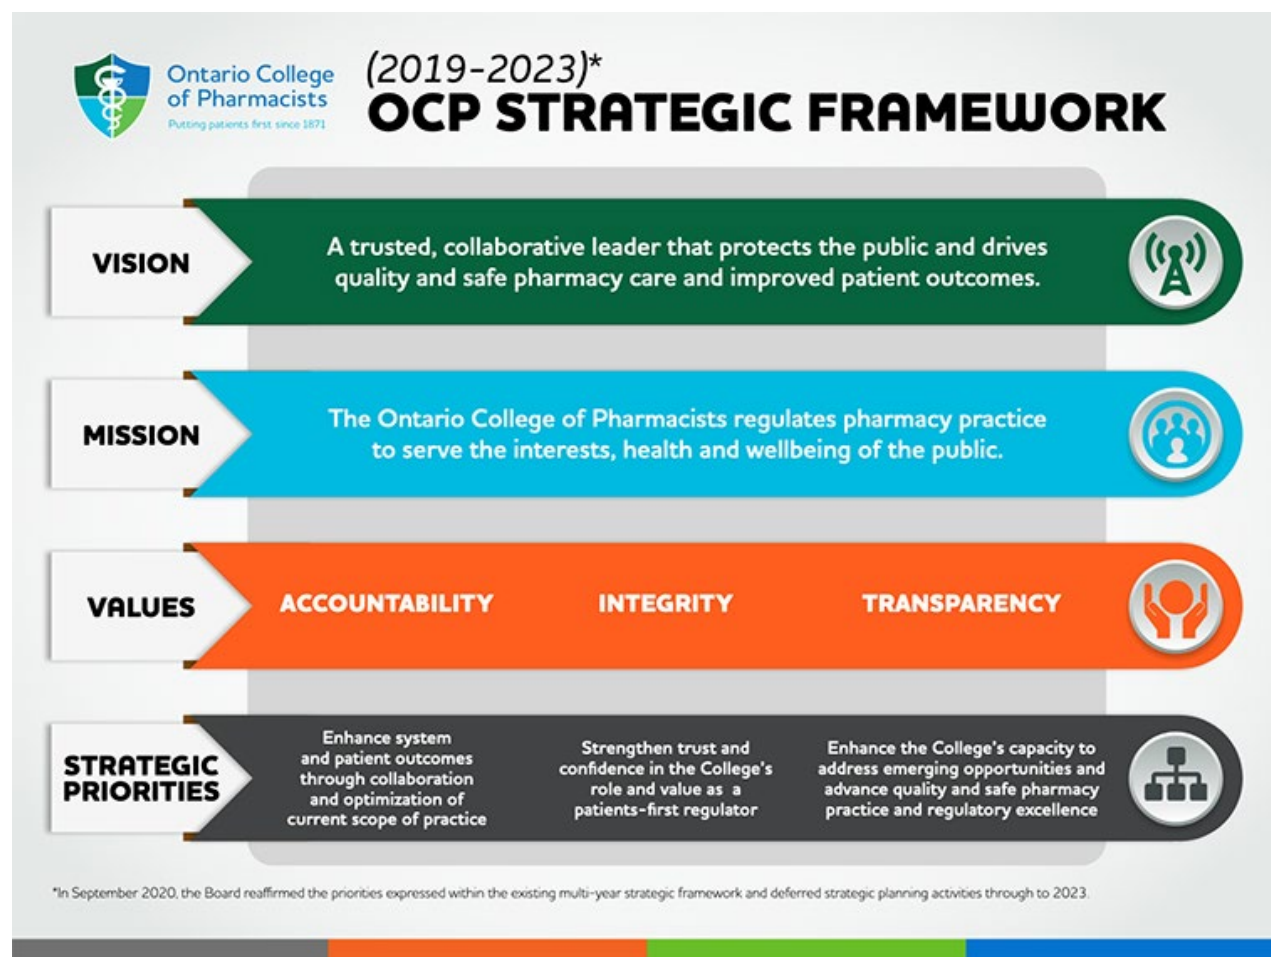 Ontario College
of Pharmacists
Putting patients first since 1871
(2019-2023)*
OCP STRATEGIC FRAMEWORK
VISION
A trusted, collaborative leader that protects the public and drives
quality and safe pharmacy care and improved patient outcomes.
MISSION
The Ontario College of Pharmacists regulates pharmacy practice
to serve the interests, health and wellbeing of the public.
VALUES
ACCOUNTABILITY
INTEGRITY
TRANSPARENCY
STRATEGIC
PRIORITIES
Enhance system
and patient outcomes
through collaboration
and optimization of
current scope of practice
Strengthen trust and
confidence in the College's
role and value as a
patients-first regulator
Enhance the College's capacity to
address emerging opportunities and
advance quality and safe pharmacy
practice and regulatory excellence
*In September 2020, the Board reaffirmed the priorities expressed within the existing multi-year strategic framework and deferred strategic planning activities through to 2023.